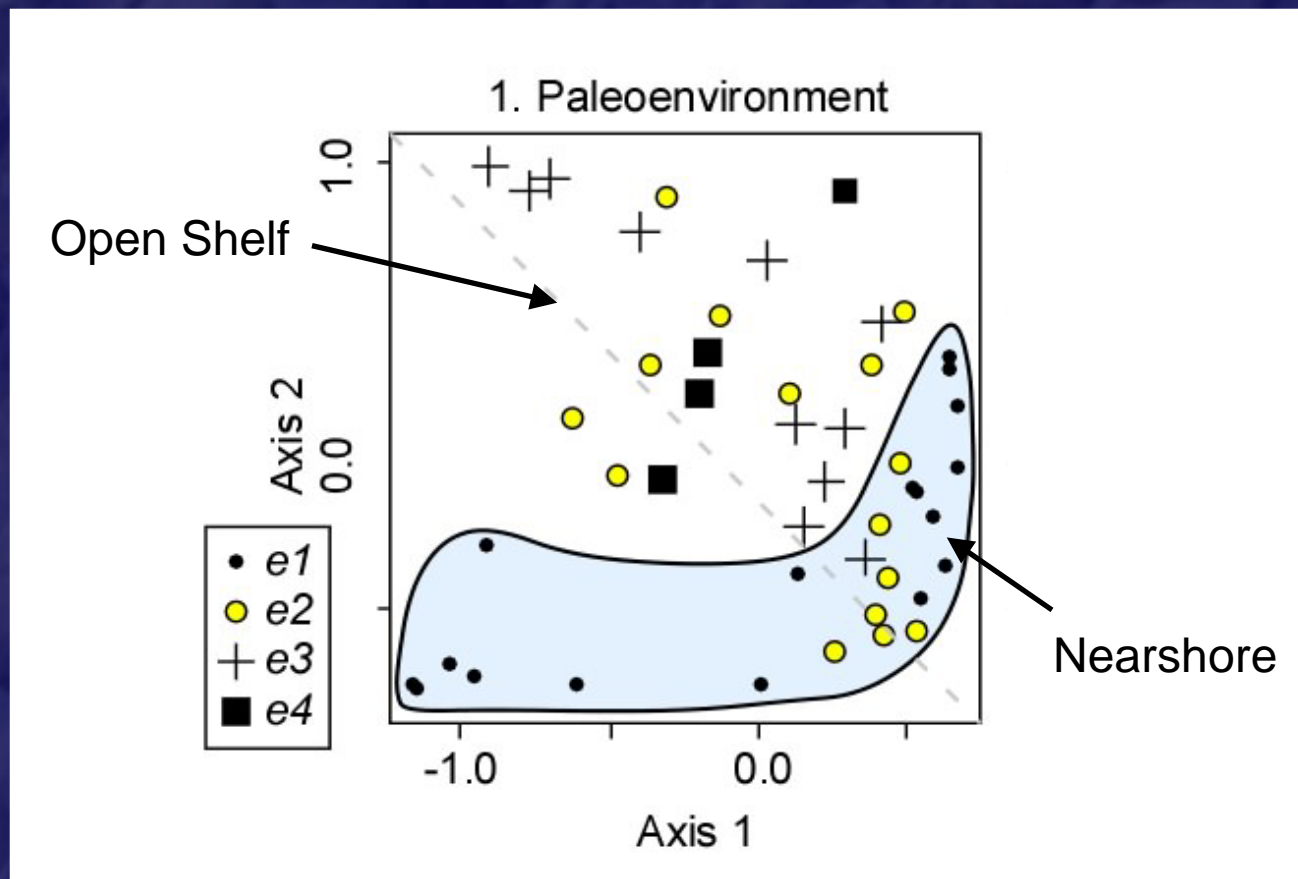 1. Paleoenvironment
1.0
Open Shelf
Axis 2
0.0
e1
e2
e3
e4
Nearshore
-1.0 0.0
Axis 1